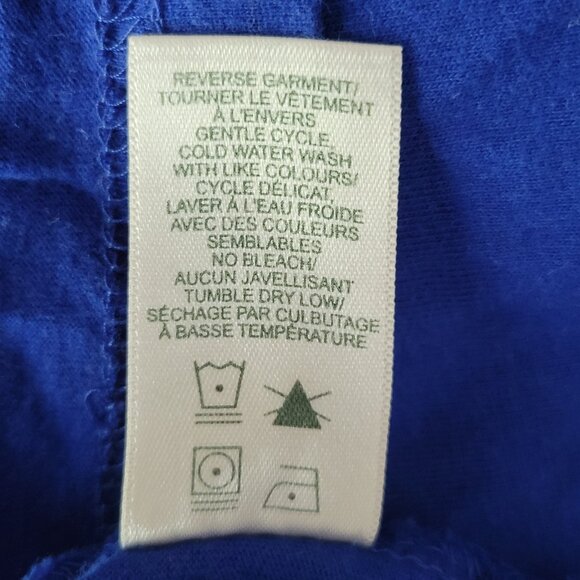 REVERSE GARMENT/
TOURNER LE VÊTEMENT
À L'ENVERS
GENTLE CYCLE,
COLD WATER WASH
WITH LIKE COLOURS/
CYCLE DÉLICAT,
LAVER À L'EAU FROIDE
AVEC DES COULEURS
SEMBLABLES
NO BLEACH/
AUCUN JAVELLISANT
TUMBLE DRY LOW/
SÉCHAGE PAR CULBUTAGE
À BASSE TEMPÉRATURE